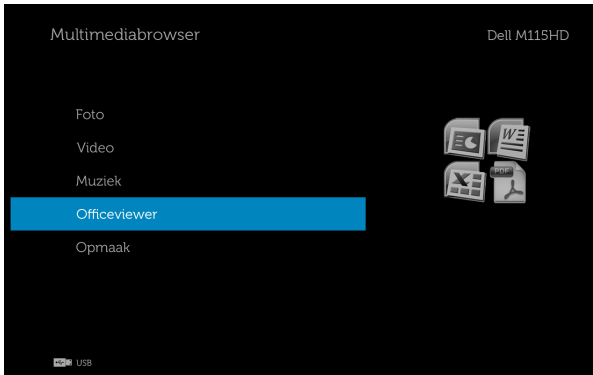 Multimediabrowser
Dell M115HD
Foto
Video
Muziek
Officeviewer
Opmaak
W
X
PDF
USB